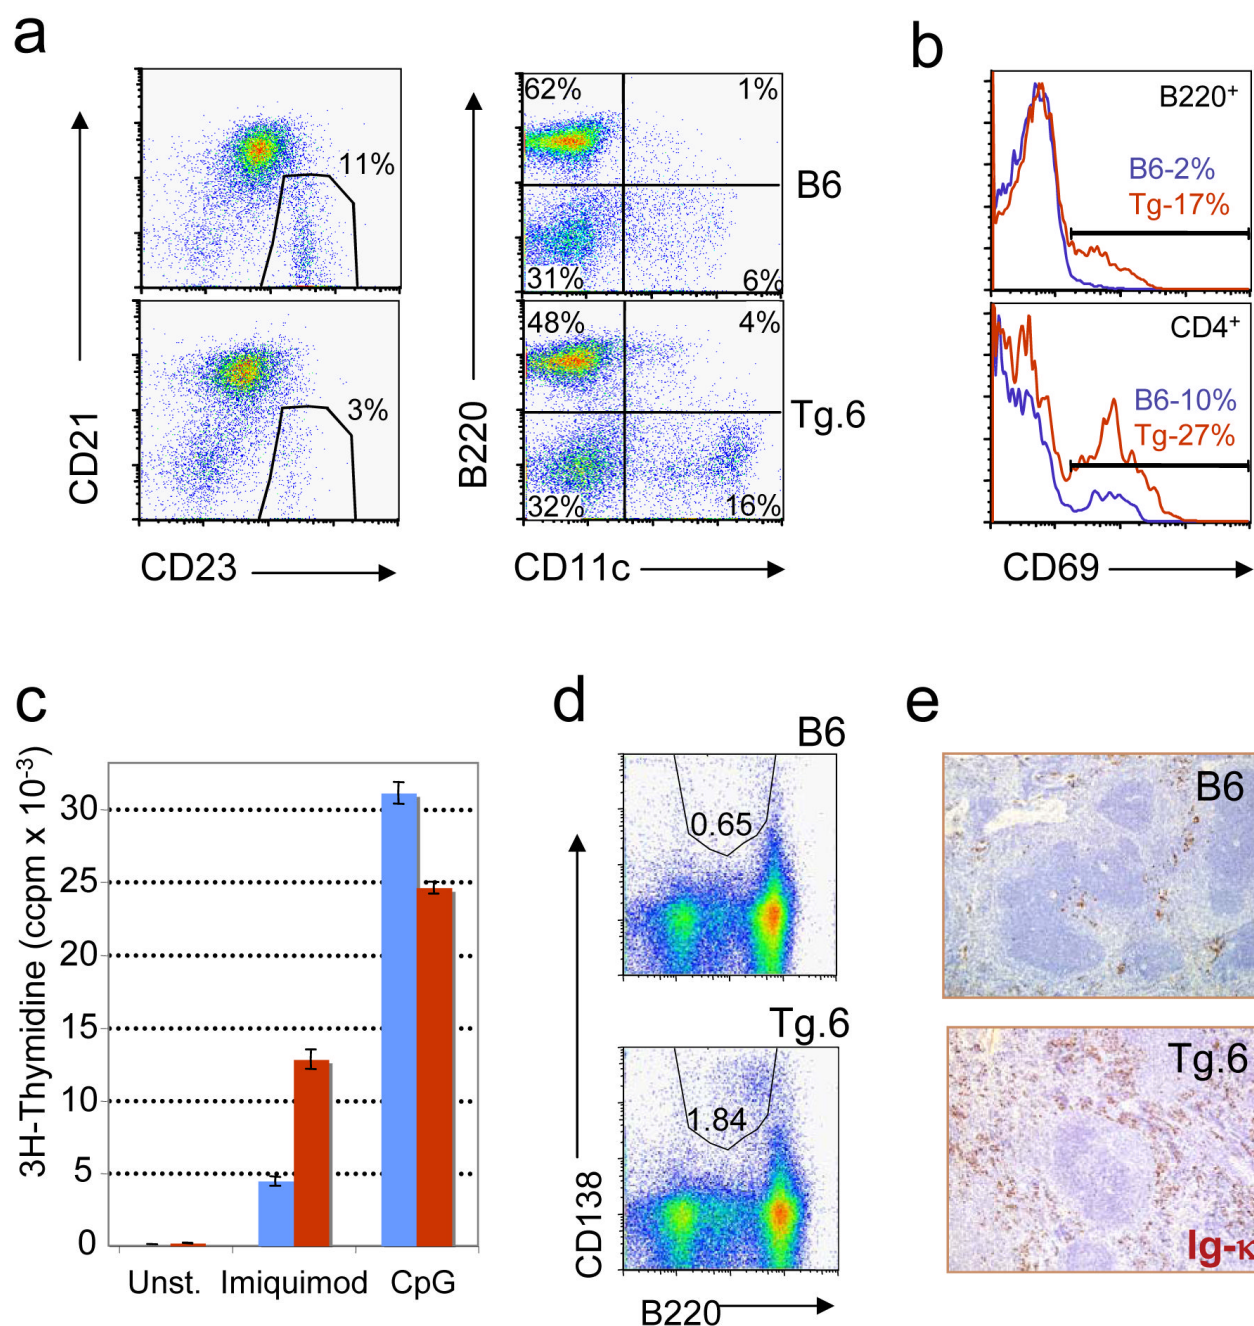 a
11%
3%
CD21
CD23
62%
1%
31%
6%
B6
48%
4%
32%
16%
Tg.6
B220
CD11c
b
B220+
B6-2%
Tg-17%
CD4+
B6-10%
Tg-27%
CD69
c
3H-Thymidine (ccpm x 10-3)
30
25
20
15
10
5
0
Unst.
Imiquimod
CpG
d
B6
0.65
Tg.6
1.84
CD138
B220
e
B6
Tg.6
Ig-κ